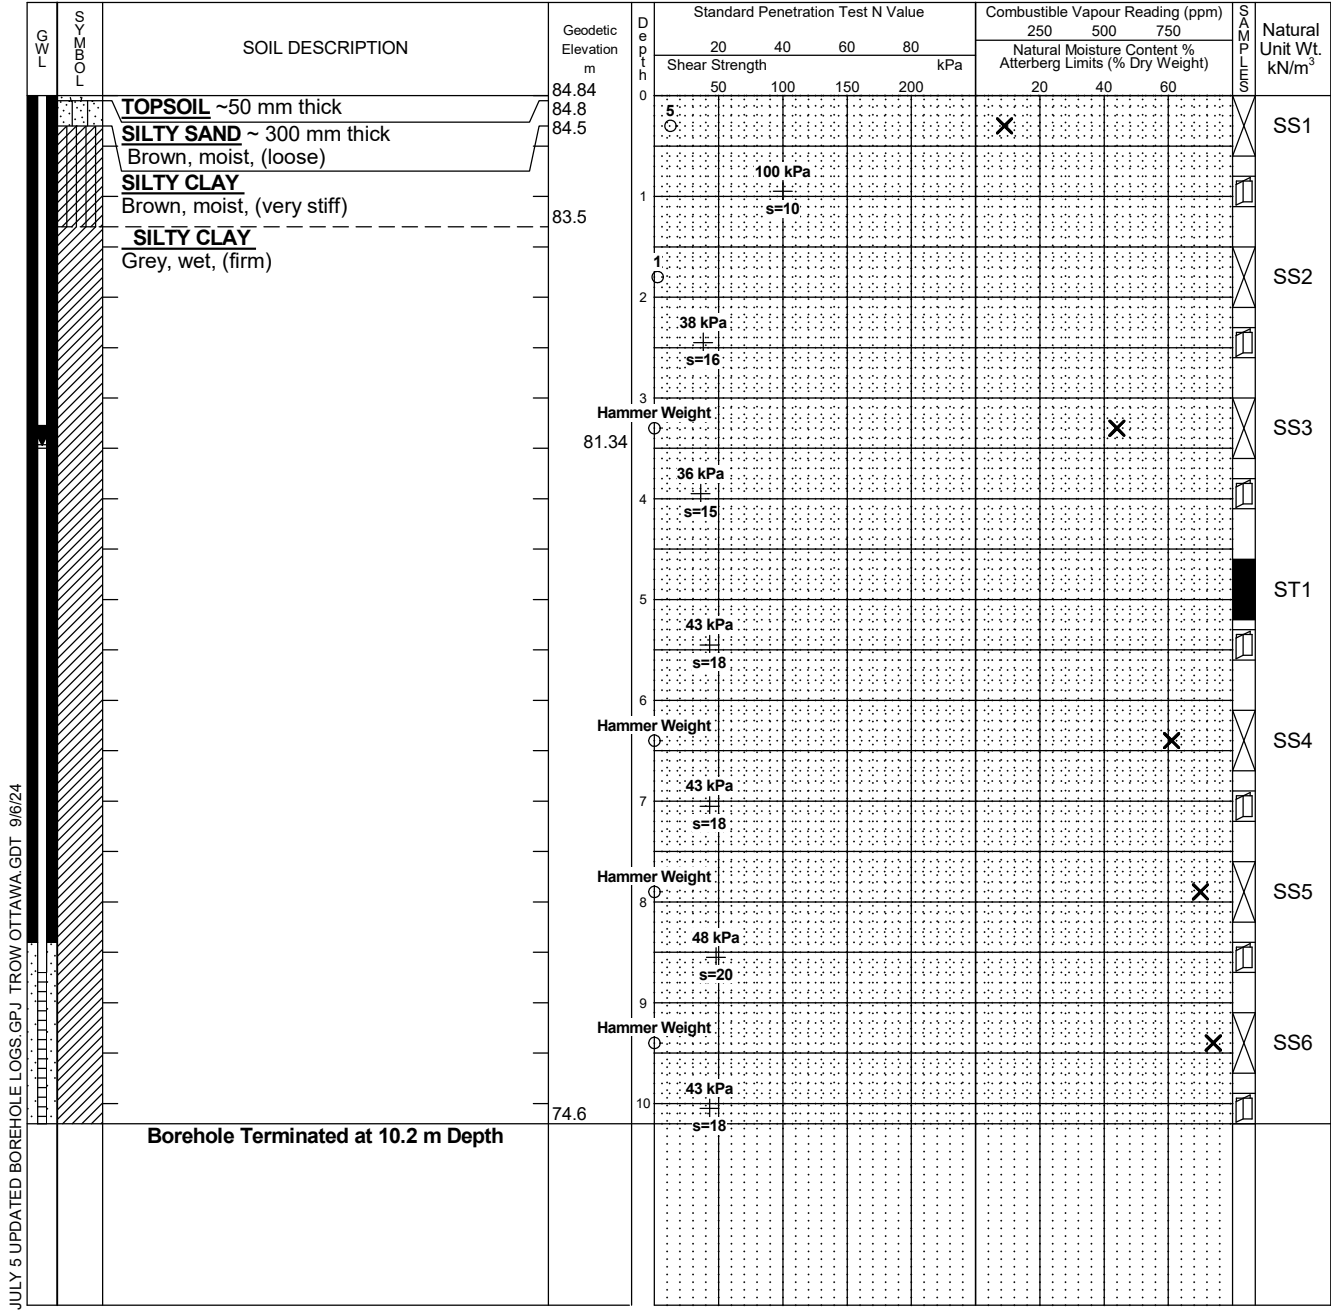 GWL
SYMBOL
SOIL DESCRIPTION
Geodetic
Elevation
m
Depth
Standard Penetration Test N Value
20 40 60 80
Shear Strength kPa
50 100 150 200
Combustible Vapour Reading (ppm)
250 500 750
Natural Moisture Content %
Atterberg Limits (% Dry Weight)
20 40 60
SAMPLES
Natural
Unit Wt.
kN/m³
84.84
0
TOPSOIL ~50 mm thick
84.8
5
SS1
SILTY SAND ~ 300 mm thick
84.5
Brown, moist, (loose)
100 kPa
SILTY CLAY
1
Brown, moist, (very stiff)
s=10
83.5
SILTY CLAY
Grey, wet, (firm)
1
SS2
2
38 kPa
s=16
3
Hammer Weight
SS3
81.34
36 kPa
4
s=15
ST1
5
43 kPa
s=18
6
Hammer Weight
SS4
43 kPa
7
s=18
Hammer Weight
SS5
8
48 kPa
s=20
9
Hammer Weight
SS6
43 kPa
10
74.6
s=18
Borehole Terminated at 10.2 m Depth
JULY 5 UPDATED BOREHOLE LOGS.GPJ TROW OTTAWA.GDT 9/6/24